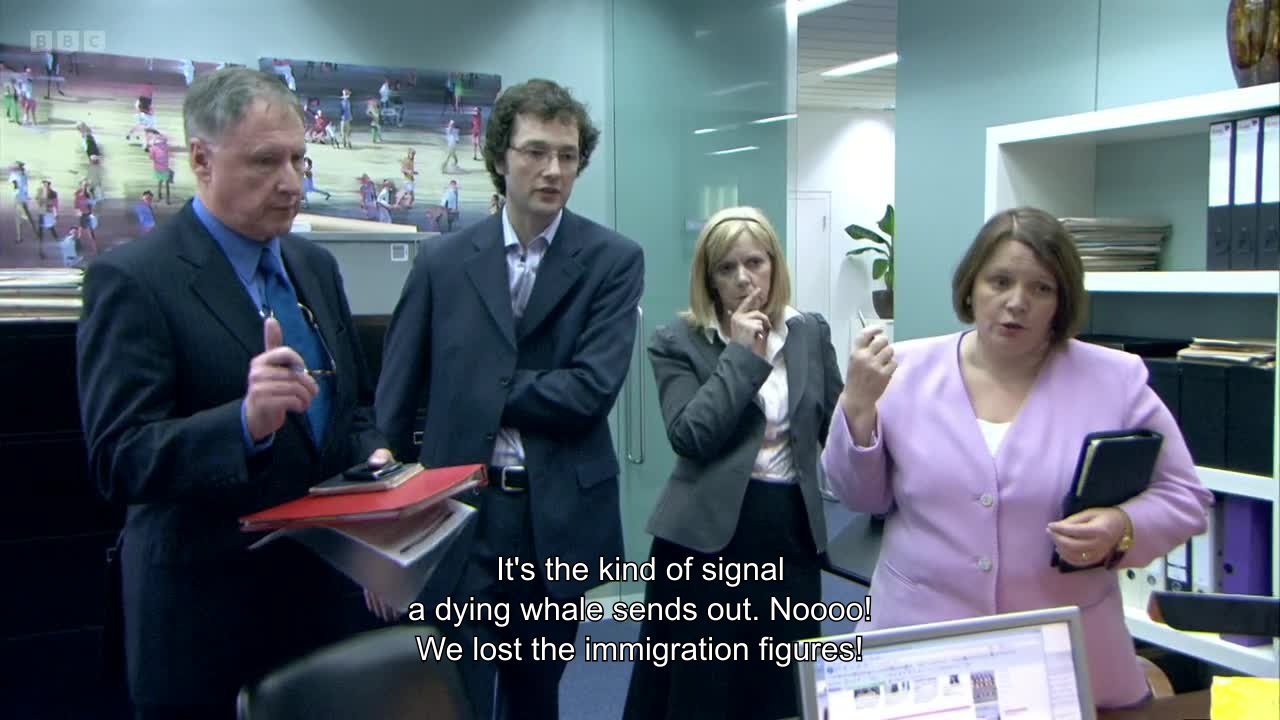 BBC
It's the kind of signal
a dying whale sends out. Noooo!
We lost the immigration figures!